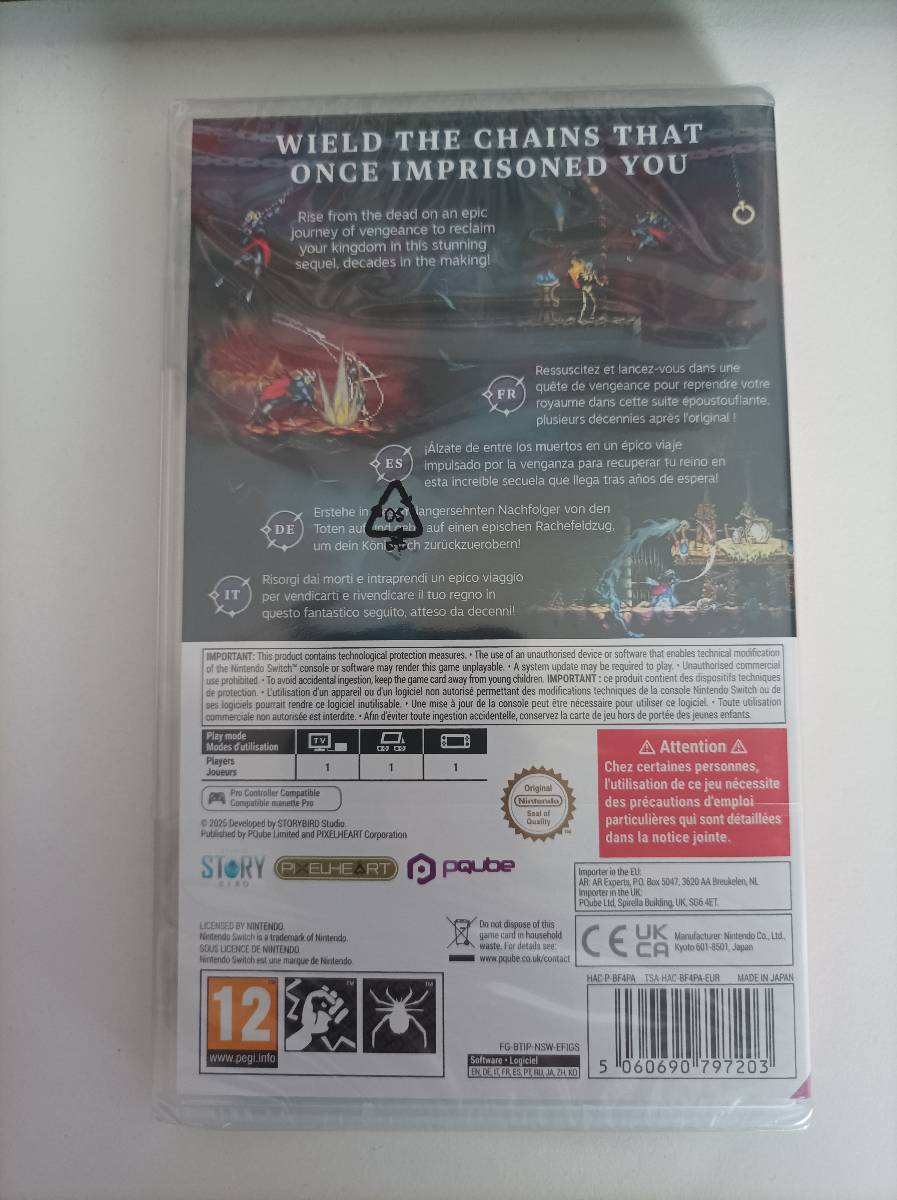 WIELD THE CHAINS THAT
ONCE IMPRISONED YOU
Rise from the dead on an epic
journey of vengeance to reclaim
your kingdom in this stunning
sequel, decades in the making!
FR
Ressuscitez et lancez-vous dans une
quête de vengeance pour reprendre votre
royaume dans cette suite époustouflante,
plusieurs décennies après l'original !
ES
¡Álzate de entre los muertos en un épico viaje
impulsado por la venganza para recuperar tu reino en
esta increíble secuela que llega tras años de espera!
05
DE
Erstehe in langersehnten Nachfolger von den
Toten auf und geh auf einen epischen Rachefeldzug,
um dein zurückzuerobern!
IT
Risorgi dai morti e intraprendi un epico viaggio
per vendicarti e rivendicare il tuo regno in
questo fantastico seguito, atteso da decenni!
IMPORTANT: This product contains technological protection measures. • The use of an unauthorised device or software that enables technical modification
of the Nintendo Switch™ console or software may render this game unplayable. • A system update may be required to play. • Unauthorised commercial
use prohibited. • To avoid accidental ingestion, keep the game card away from young children. IMPORTANT : ce produit contient des dispositifs techniques
de protection. • L'utilisation d'un appareil ou d'un logiciel non autorisé permettant des modifications techniques de la console Nintendo Switch ou de
ses logiciels pourrait rendre ce logiciel inutilisable. • Une mise à jour de la console peut être nécessaire pour utiliser ce logiciel. • Toute utilisation
commerciale non autorisée est interdite. • Afin d'éviter toute ingestion accidentelle, conservez la carte de jeu hors de portée des jeunes enfants.
Play mode
Modes d'utilisation
TV
Players
Joueurs
1 1 1
Pro Controller Compatible
Compatible manette Pro
© 2025 Developed by STORYBIRD Studio.
Published by PQube Limited and PIXELHEART Corporation
Original
Nintendo
Seal of
Quality
TM
Attention
Chez certaines personnes,
l'utilisation de ce jeu nécessite
des précautions d'emploi
particulières qui sont détaillées
dans la notice jointe.
STORY
BIRD
PIXELHEART
PQube
Importer in the EU:
AR: AR Experts, P.O. Box 5047, 3620 AA Breukelen, NL
Importer in the UK:
PQube Ltd, Spirella Building, UK, SG6 4ET.
LICENSED BY NINTENDO.
Nintendo Switch is a trademark of Nintendo.
SOUS LICENCE DE NINTENDO.
Nintendo Switch est une marque de Nintendo.
Do not dispose of this
game card in household
waste. For details see:
www.pqube.co.uk/contact
CE
UK
CA
Manufacturer: Nintendo Co., Ltd.,
Kyoto 601-8501, Japan
HAC-P-BF4PA TSA-HAC-BF4PA-EUR MADE IN JAPAN
12
www.pegi.info
TM
TM
FG-BTIP-NSW-EFIGS
Software • Logiciel
EN, DE, IT, FR, ES, PT, RU, JA, ZH, KO
5 060690 797203